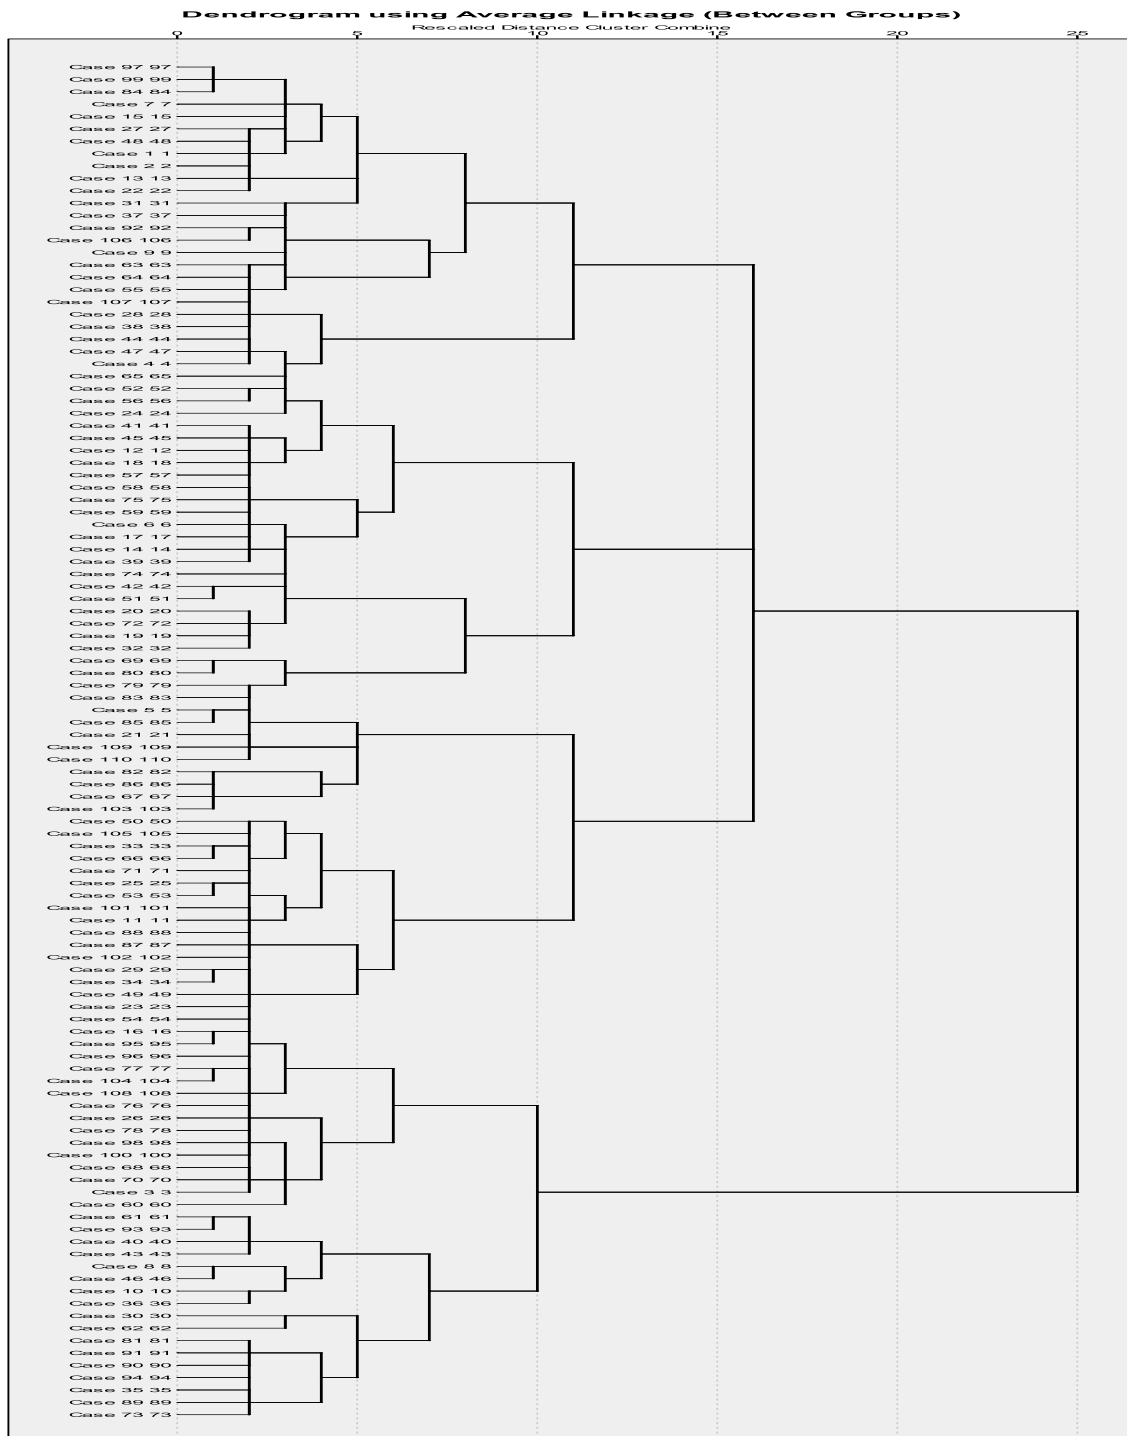 Dendrogram using Average Linkage (Between Groups)
Rescaled Distance Cluster Combine
0 5 10 15 20 25
Case 97 97
Case 99 99
Case 84 84
Case 7 7
Case 15 15
Case 27 27
Case 48 48
Case 1 1
Case 2 2
Case 13 13
Case 22 22
Case 31 31
Case 37 37
Case 92 92
Case 106 106
Case 9 9
Case 63 63
Case 64 64
Case 55 55
Case 107 107
Case 28 28
Case 38 38
Case 44 44
Case 47 47
Case 4 4
Case 65 65
Case 52 52
Case 56 56
Case 24 24
Case 41 41
Case 45 45
Case 12 12
Case 18 18
Case 57 57
Case 58 58
Case 75 75
Case 59 59
Case 6 6
Case 17 17
Case 14 14
Case 39 39
Case 74 74
Case 42 42
Case 51 51
Case 20 20
Case 72 72
Case 19 19
Case 32 32
Case 69 69
Case 80 80
Case 79 79
Case 83 83
Case 5 5
Case 85 85
Case 21 21
Case 109 109
Case 110 110
Case 82 82
Case 86 86
Case 67 67
Case 103 103
Case 50 50
Case 105 105
Case 33 33
Case 66 66
Case 71 71
Case 25 25
Case 53 53
Case 101 101
Case 11 11
Case 88 88
Case 87 87
Case 102 102
Case 29 29
Case 34 34
Case 49 49
Case 23 23
Case 54 54
Case 16 16
Case 95 95
Case 96 96
Case 77 77
Case 104 104
Case 108 108
Case 76 76
Case 26 26
Case 78 78
Case 98 98
Case 100 100
Case 68 68
Case 70 70
Case 3 3
Case 60 60
Case 61 61
Case 93 93
Case 40 40
Case 43 43
Case 8 8
Case 46 46
Case 10 10
Case 36 36
Case 30 30
Case 62 62
Case 81 81
Case 91 91
Case 90 90
Case 94 94
Case 35 35
Case 89 89
Case 73 73